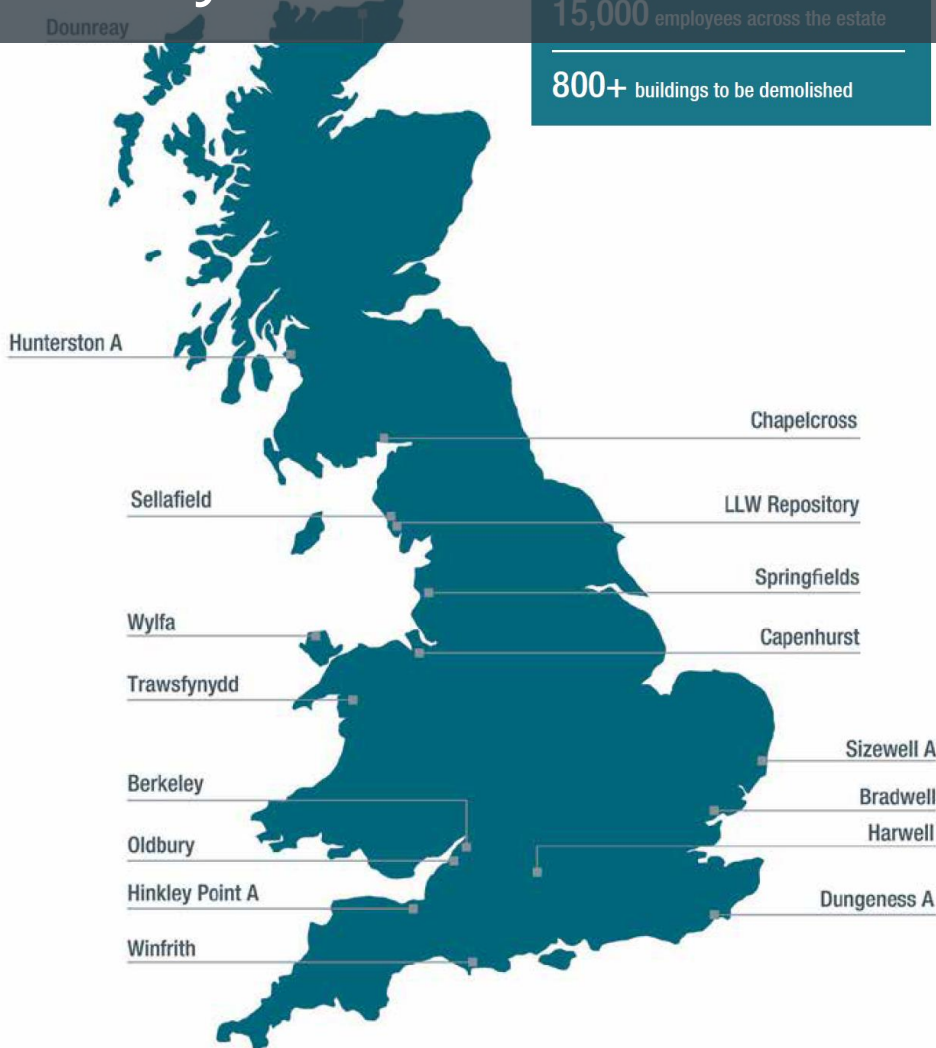 Dounreay
15,000 employees across the estate
800+ buildings to be demolished
Hunterston A
Chapelcross
Sellafield
LLW Repository
Springfields
Wylfa
Capenhurst
Trawsfynydd
Sizewell A
Berkeley
Bradwell
Harwell
Oldbury
Hinkley Point A
Dungeness A
Winfrith